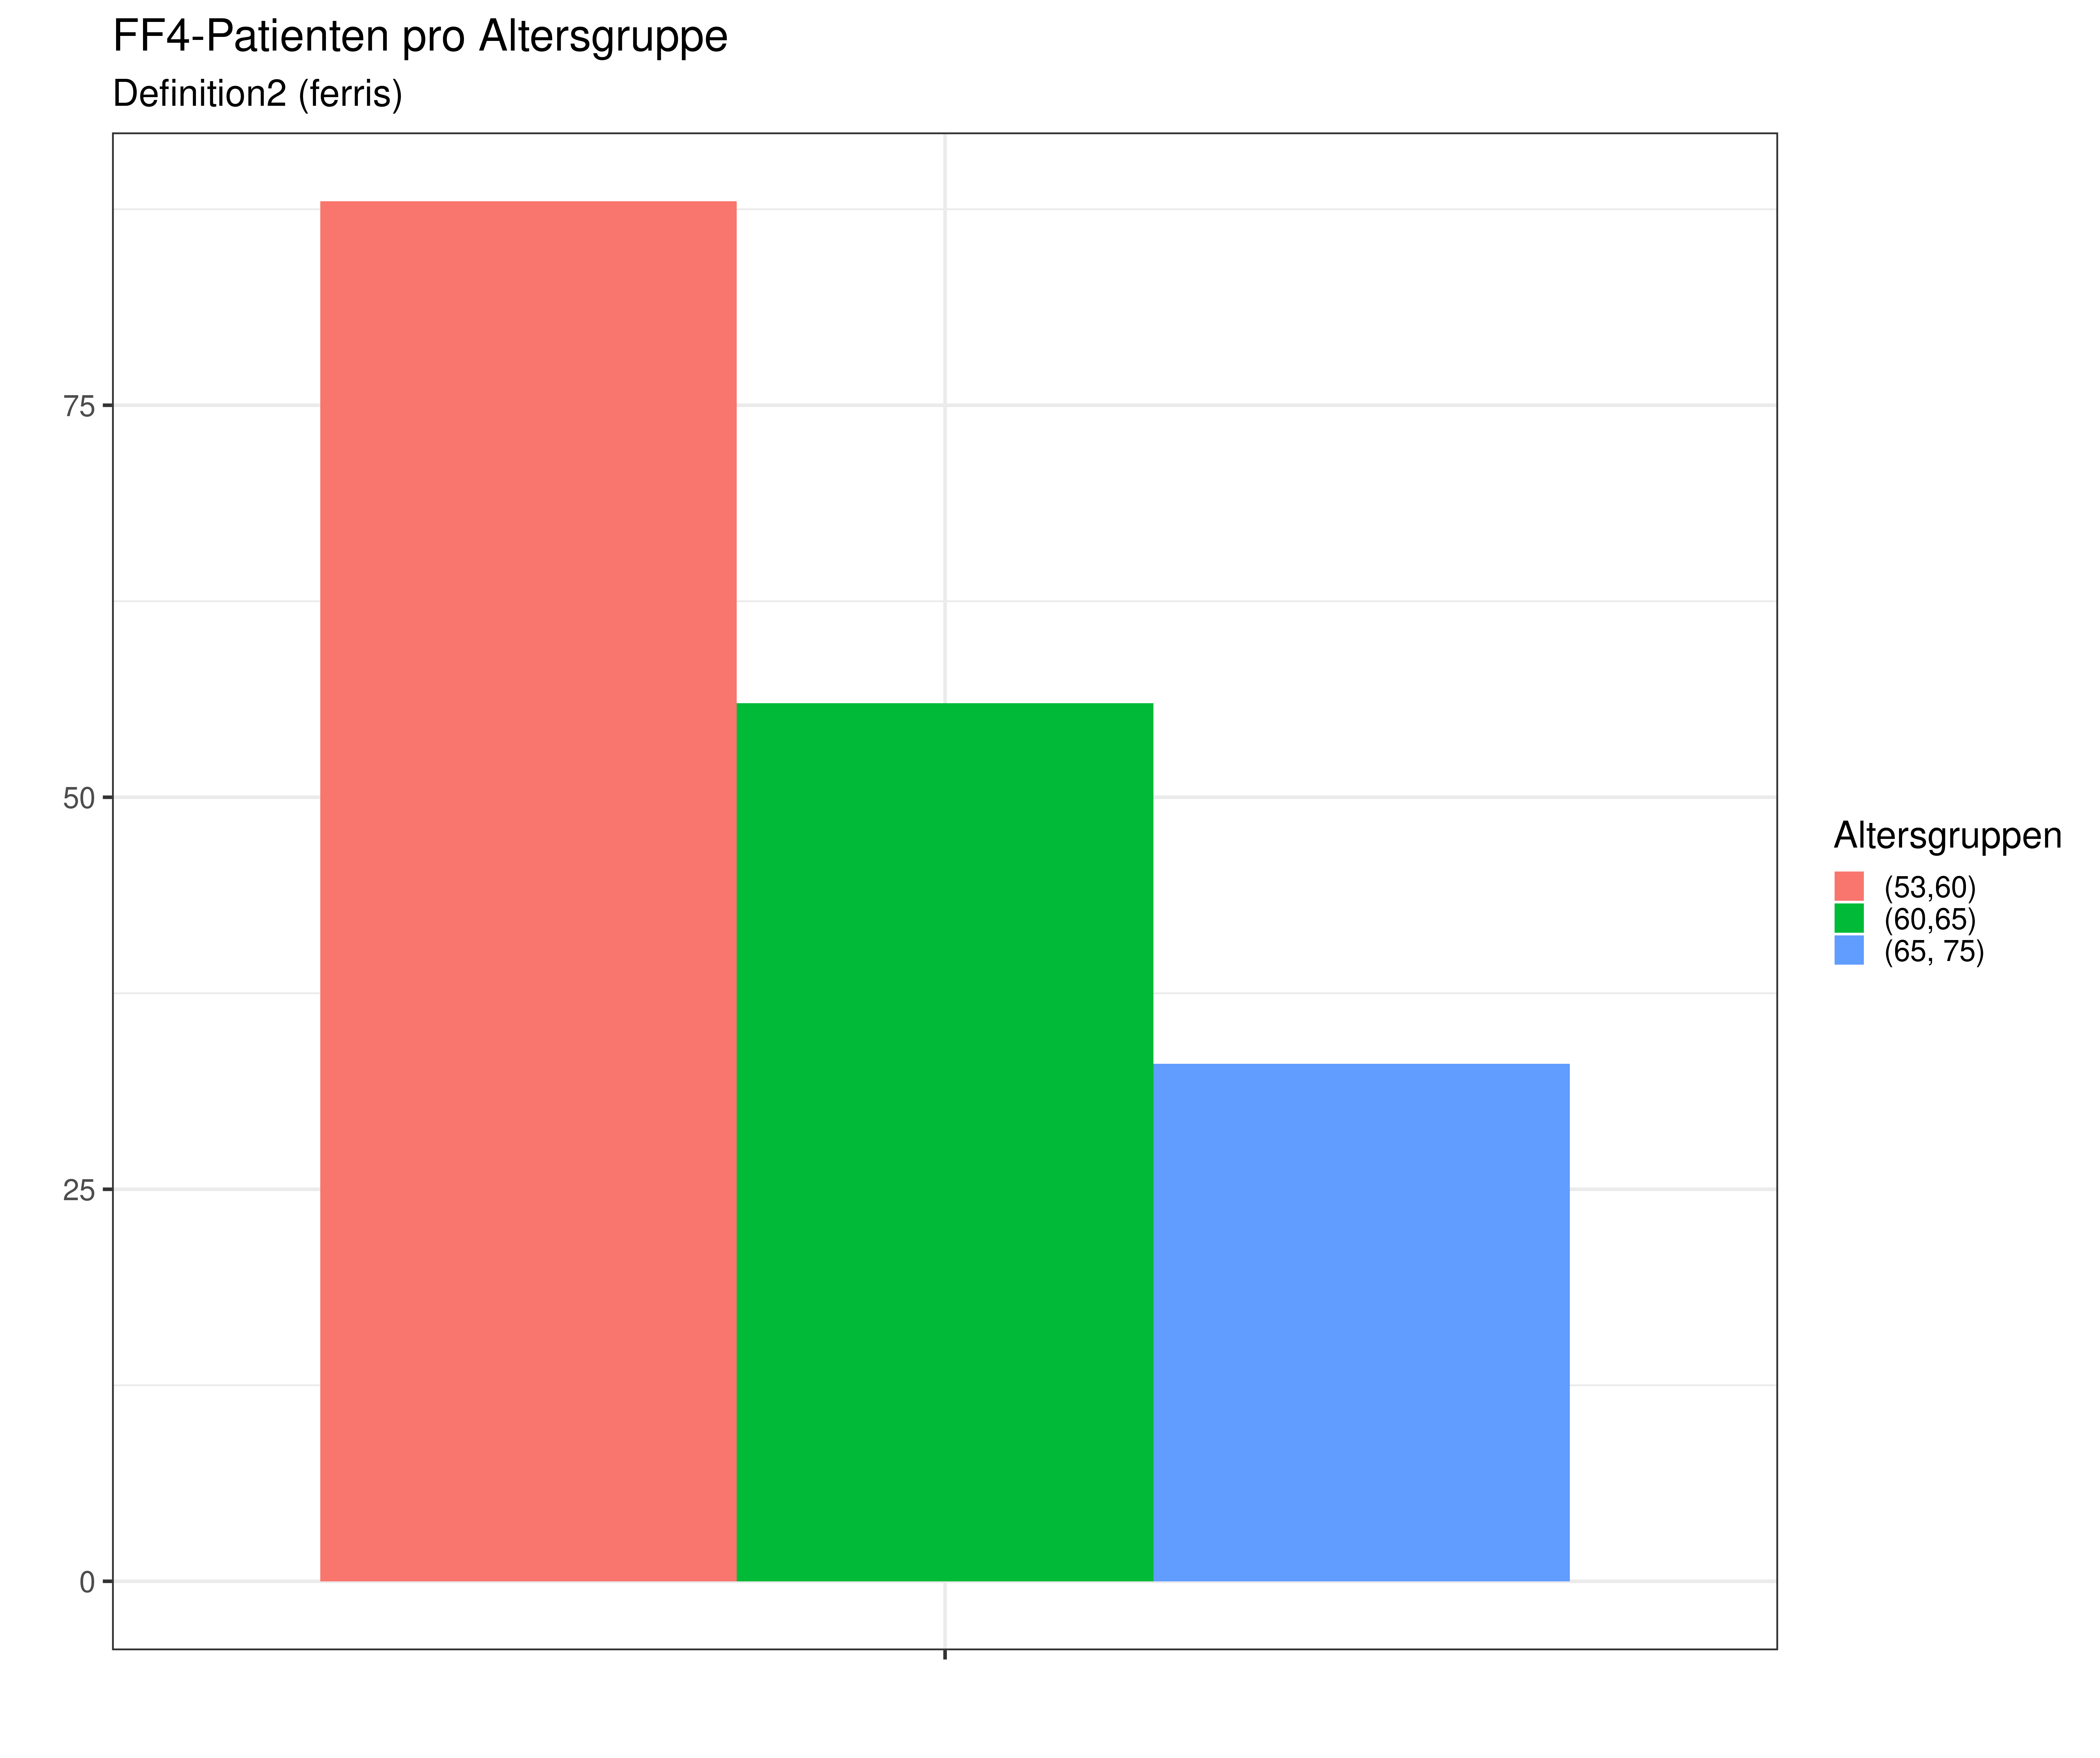 FF4-Patienten pro Altersgruppe
Definition2 (ferris)
75
50
25
0
Altersgruppen
(53,60)
(60,65)
(65, 75)